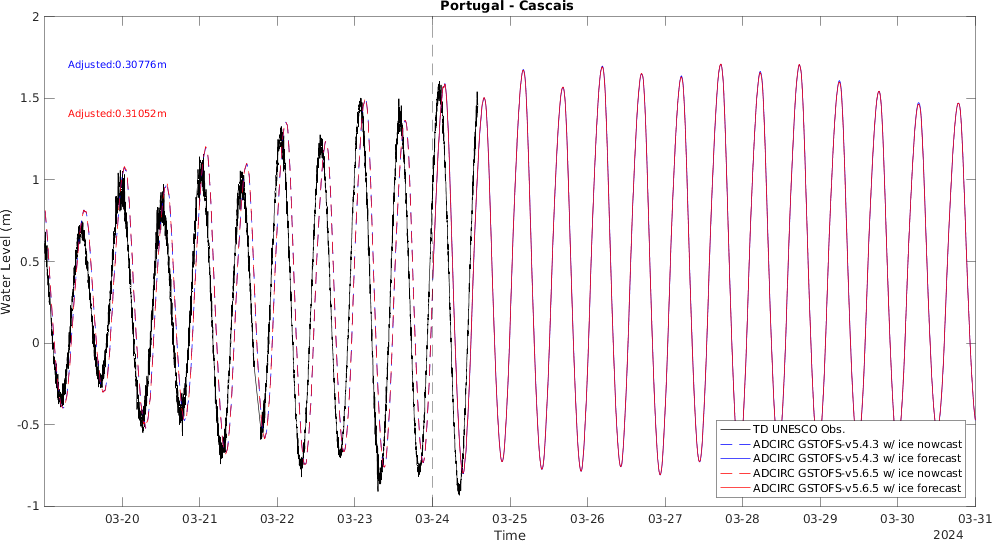 Portugal - Cascais
2
1.5
1
0.5
0
-0.5
-1
Water Level (m)
Adjusted:0.30776m
Adjusted:0.31052m
TD UNESCO Obs.
ADCIRC GSTOFS-v5.4.3 w/ ice nowcast
ADCIRC GSTOFS-v5.4.3 w/ ice forecast
ADCIRC GSTOFS-v5.6.5 w/ ice nowcast
ADCIRC GSTOFS-v5.6.5 w/ ice forecast
03-20 03-21 03-22 03-23 03-24 03-25 03-26 03-27 03-28 03-29 03-30 03-31
Time
2024